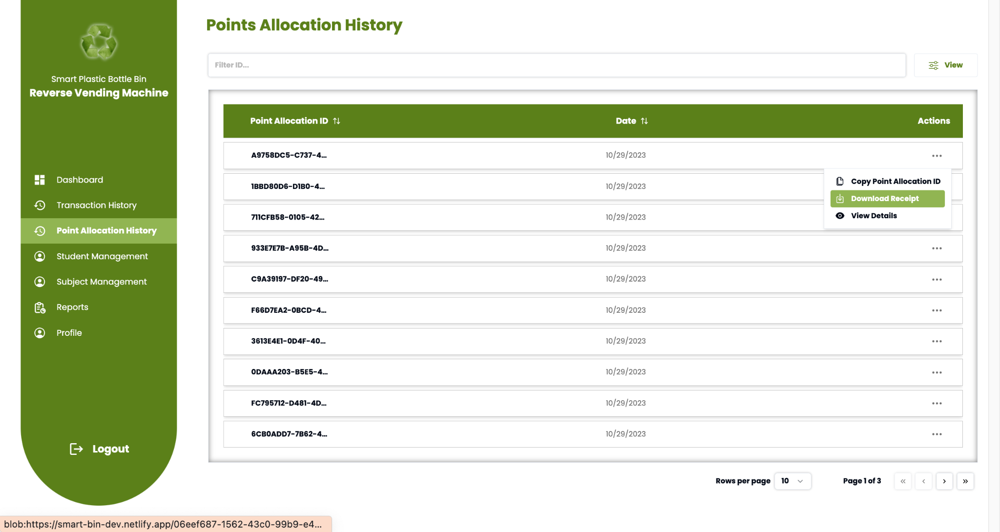 Smart Plastic Bottle Bin
Reverse Vending Machine
Dashboard
Transaction History
Point Allocation History
Student Management
Subject Management
Reports
Profile
Logout
Points Allocation History
Filter ID...
View
Point Allocation ID Date Actions
A9758DC5-C737-4... 10/29/2023
1BBD80D6-D1B0-4... 10/29/2023
711CFB58-0105-42... 10/29/2023
933E7E7B-A95B-4D... 10/29/2023
C9A39197-DF20-49... 10/29/2023
F66D7EA2-0BCD-4... 10/29/2023
3613E4E1-0D4F-40... 10/29/2023
0DAAA203-B5E5-4... 10/29/2023
FC795712-D481-4D... 10/29/2023
6CB0ADD7-7B62-4... 10/29/2023
Copy Point Allocation ID
Download Receipt
View Details
Rows per page 10 Page 1 of 3
blob:https://smart-bin-dev.netlify.app/06eef687-1562-43c0-99b9-e4...